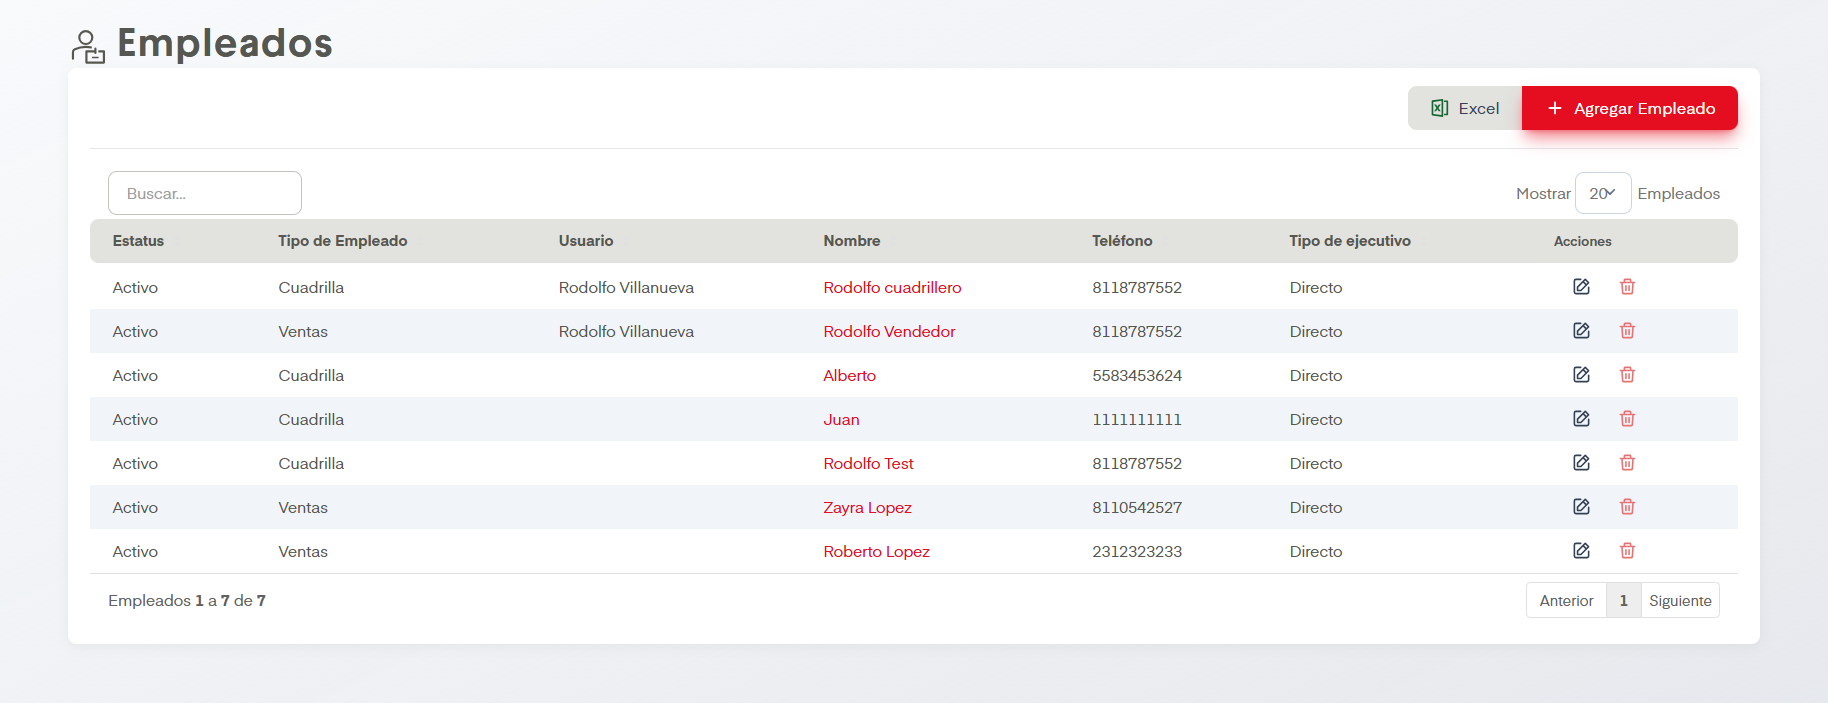 Empleados
Excel + Agregar Empleado
Buscar... Mostrar 20 Empleados
Estatus Tipo de Empleado Usuario Nombre Teléfono Tipo de ejecutivo Acciones
Activo Cuadrilla Rodolfo Villanueva Rodolfo cuadrillero 8118787552 Directo
Activo Ventas Rodolfo Villanueva Rodolfo Vendedor 8118787552 Directo
Activo Cuadrilla Alberto 5583453624 Directo
Activo Cuadrilla Juan 1111111111 Directo
Activo Cuadrilla Rodolfo Test 8118787552 Directo
Activo Ventas Zayra Lopez 8110542527 Directo
Activo Ventas Roberto Lopez 2312323233 Directo
Empleados 1 a 7 de 7 Anterior 1 Siguiente